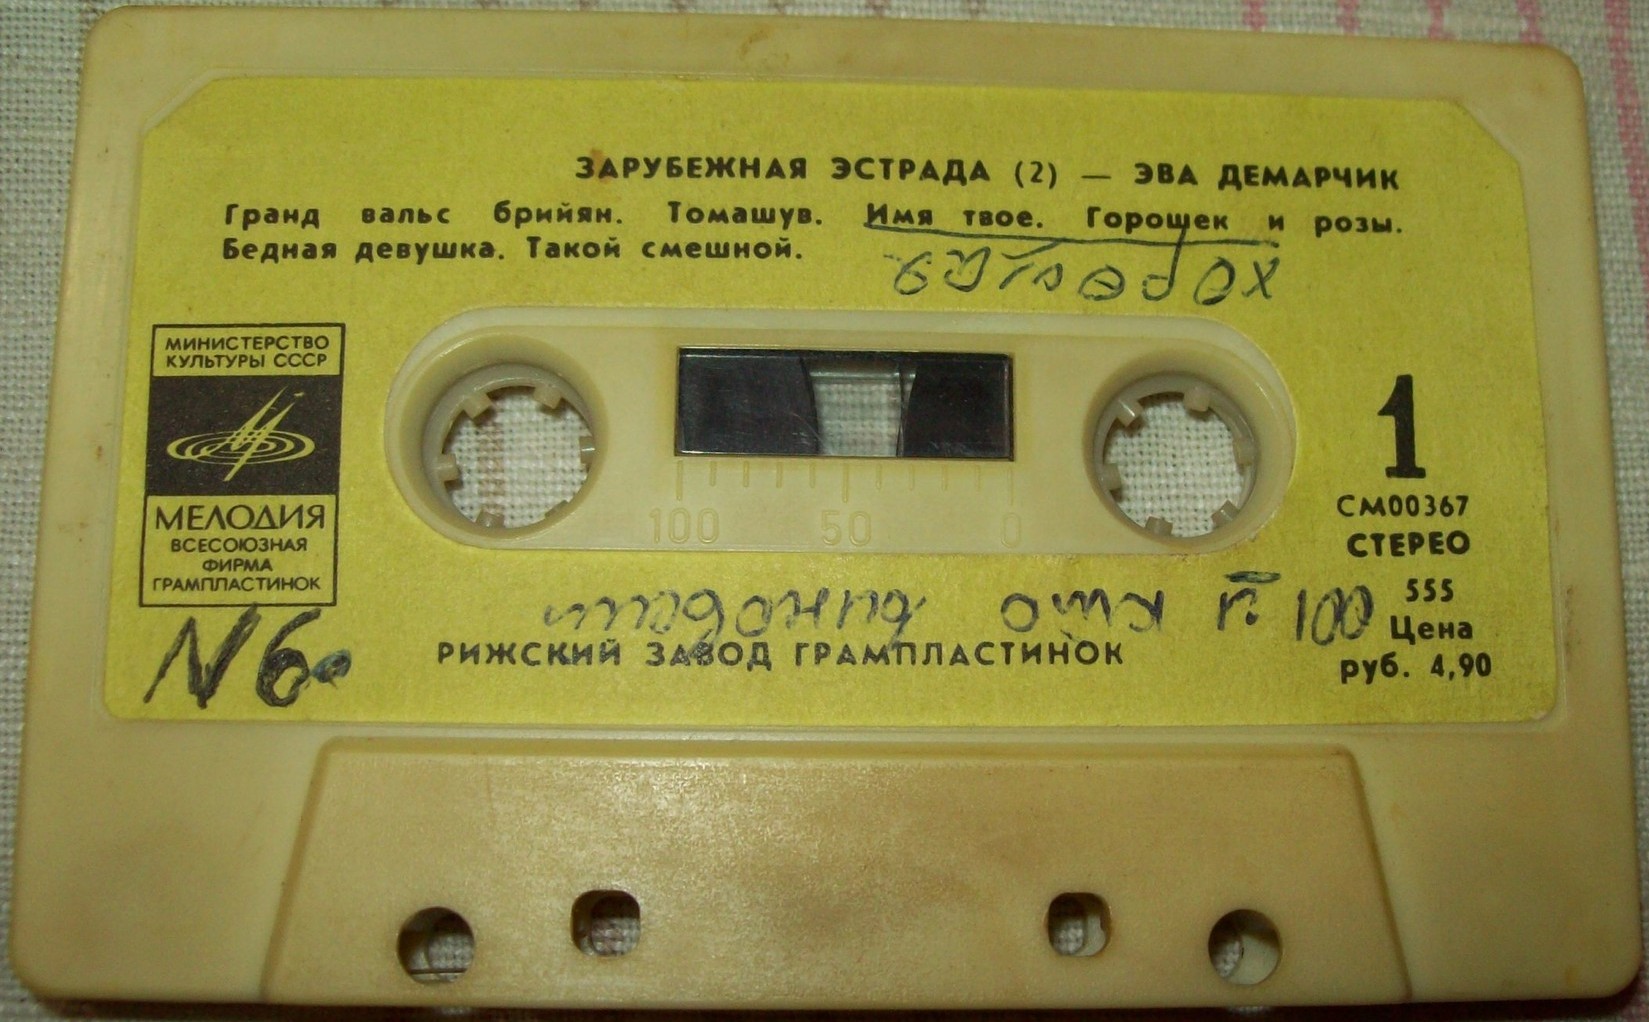 ЗАРУБЕЖНАЯ ЭСТРАДА (2) — ЭВА ДЕМАРЧИК
Гранд вальс брийян. Томашув. Имя твое. Горошек и розы.
Бедная девушка. Такой смешной.
МИНИСТЕРСТВО
КУЛЬТУРЫ СССР
МЕЛОДИЯ
ВСЕСОЮЗНАЯ
ФИРМА
ГРАМПЛАСТИНОК
100 50 0
1
СМ00367
СТЕРЕО
555
Цена
руб. 4,90
РИЖСКИЙ ЗАВОД ГРАМПЛАСТИНОК
N 6